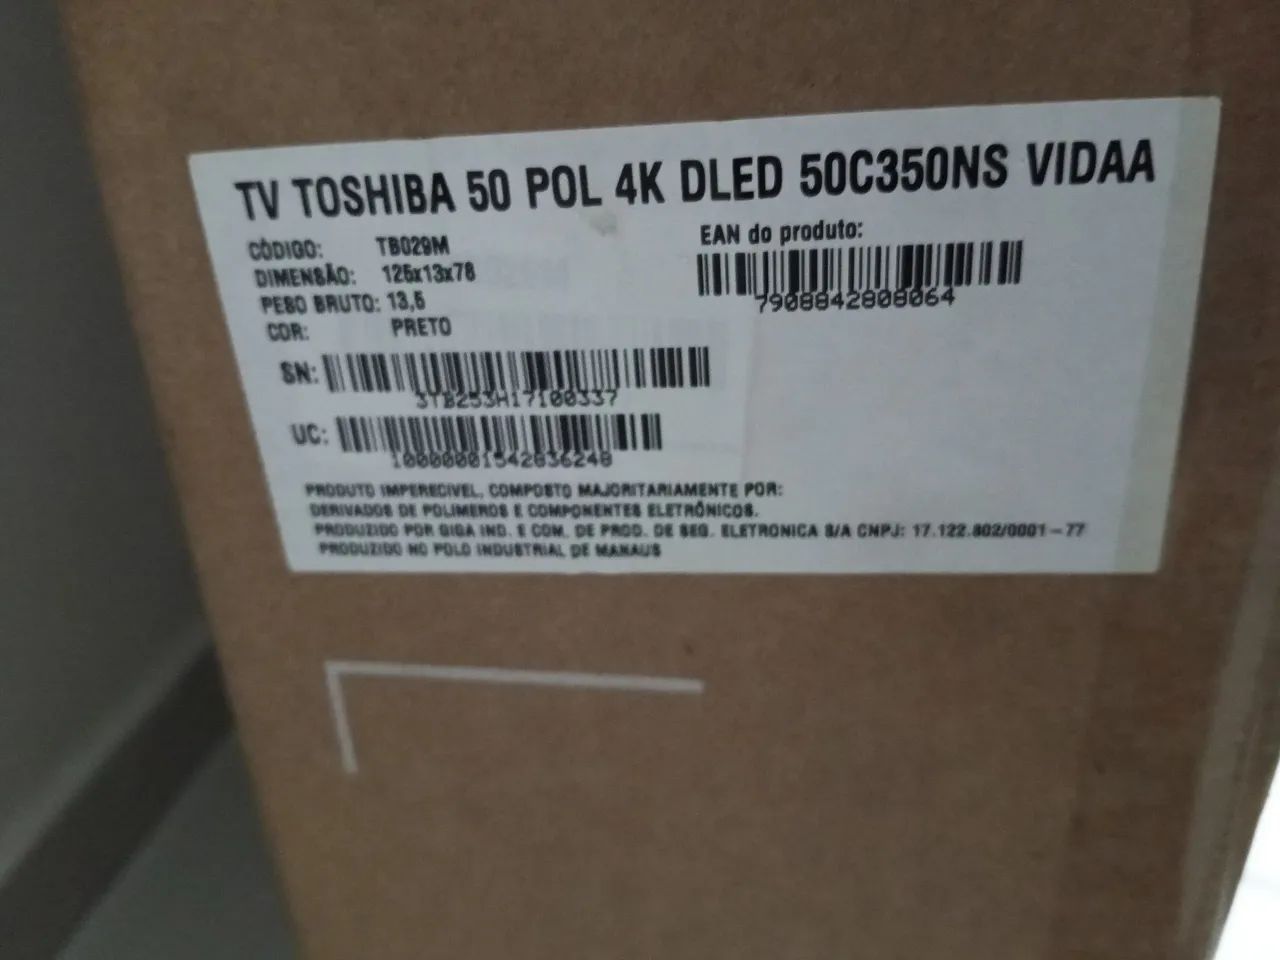 TV TOSHIBA 50 POL 4K DLED 50C350NS VIDAA
CÓDIGO: TB029M
DIMENSÃO: 126x13x78
PESO BRUTO: 13,5
COR: PRETO
EAN do produto:
7908842808064
SN:
3TB253H17100337
UC:
10000001542836248
PRODUTO IMPERECIVEL, COMPOSTO MAJORITARIAMENTE POR:
DERIVADOS DE POLIMEROS E COMPONENTES ELETRÔNICOS.
PRODUZIDO POR GIGA IND. E COM. DE PROD. DE SEG. ELETRONICA S/A CNPJ: 17.122.802/0001-77
PRODUZIDO NO POLO INDUSTRIAL DE MANAUS